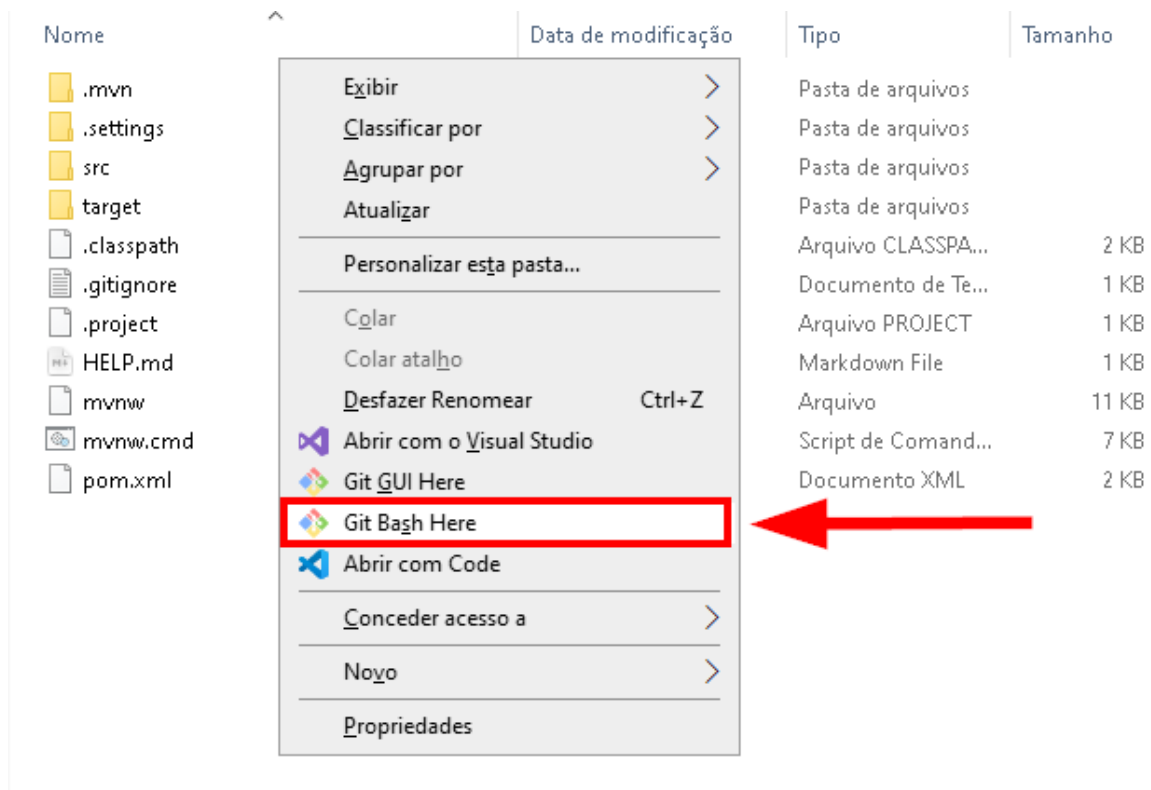 Nome Data de modificação Tipo Tamanho
.mvn Pasta de arquivos
.settings Pasta de arquivos
src Pasta de arquivos
target Pasta de arquivos
.classpath Arquivo CLASSPA... 2 KB
.gitignore Documento de Te... 1 KB
.project Arquivo PROJECT 1 KB
HELP.md Markdown File 1 KB
mvnw Arquivo 11 KB
mvnw.cmd Script de Comand... 7 KB
pom.xml Documento XML 2 KB
Exibir
Classificar por
Agrupar por
Atualizar
Personalizar esta pasta...
Colar
Colar atalho
Desfazer Renomear Ctrl+Z
Abrir com o Visual Studio
Git GUI Here
Git Bash Here
Abrir com Code
Conceder acesso a
Novo
Propriedades